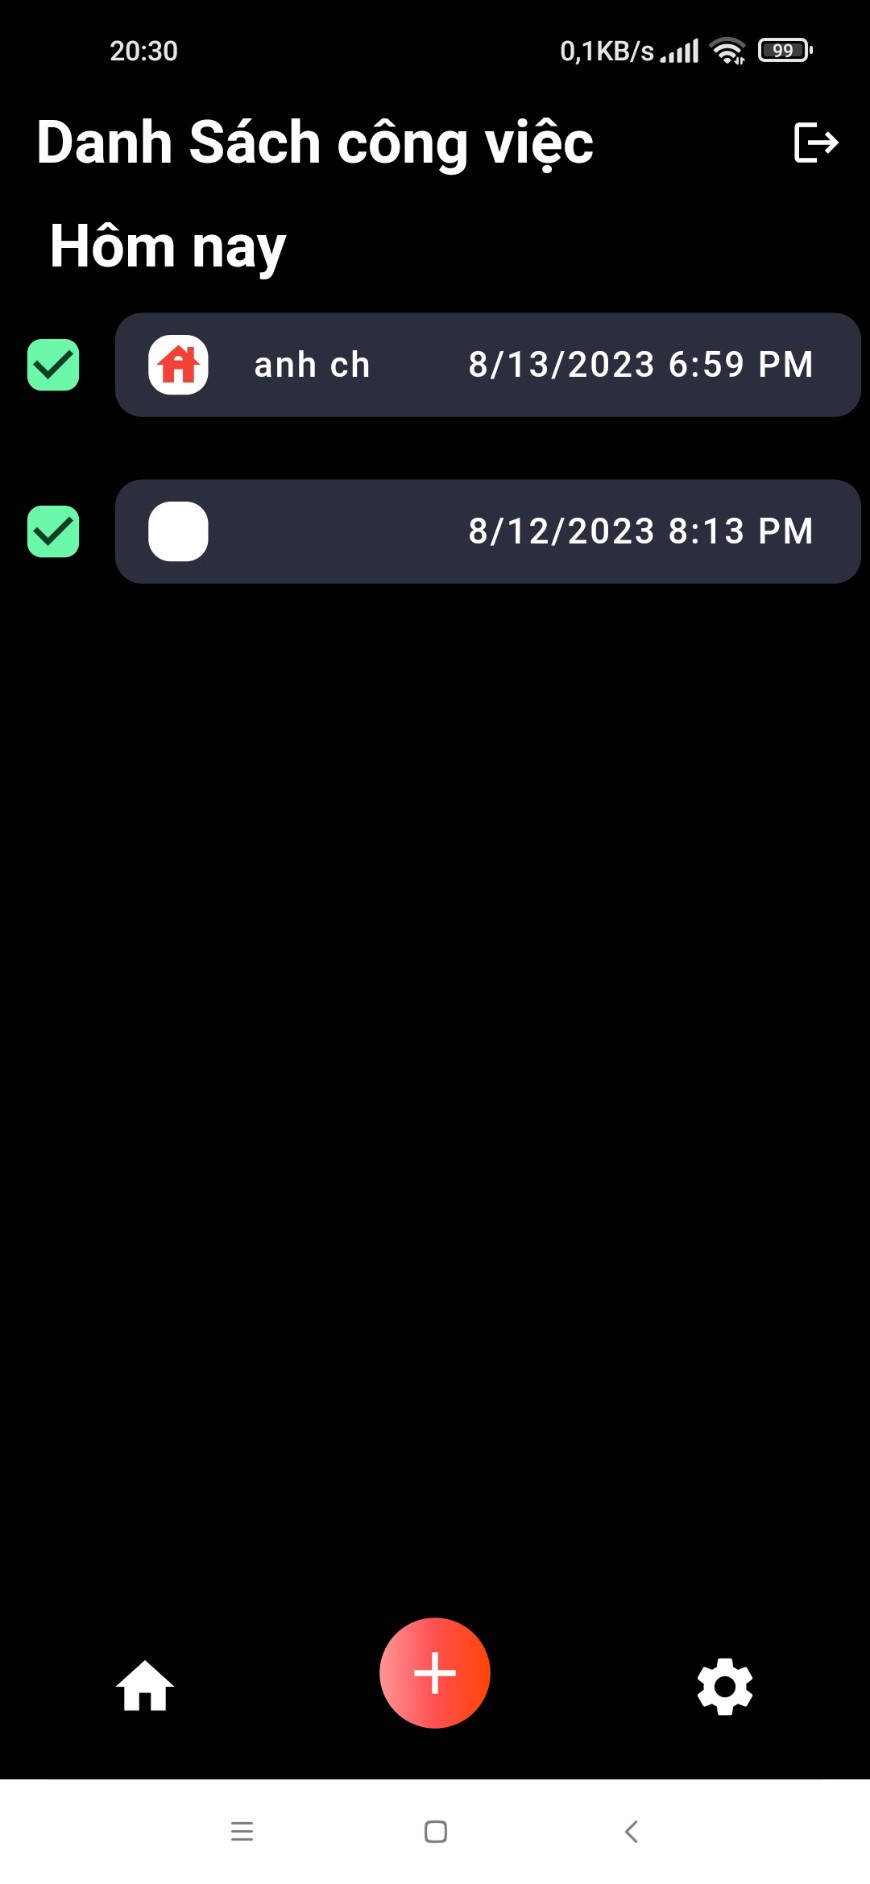 20:30 0,1KB/s 99
Danh Sách công việc
Hôm nay
anh ch 8/13/2023 6:59 PM
8/12/2023 8:13 PM